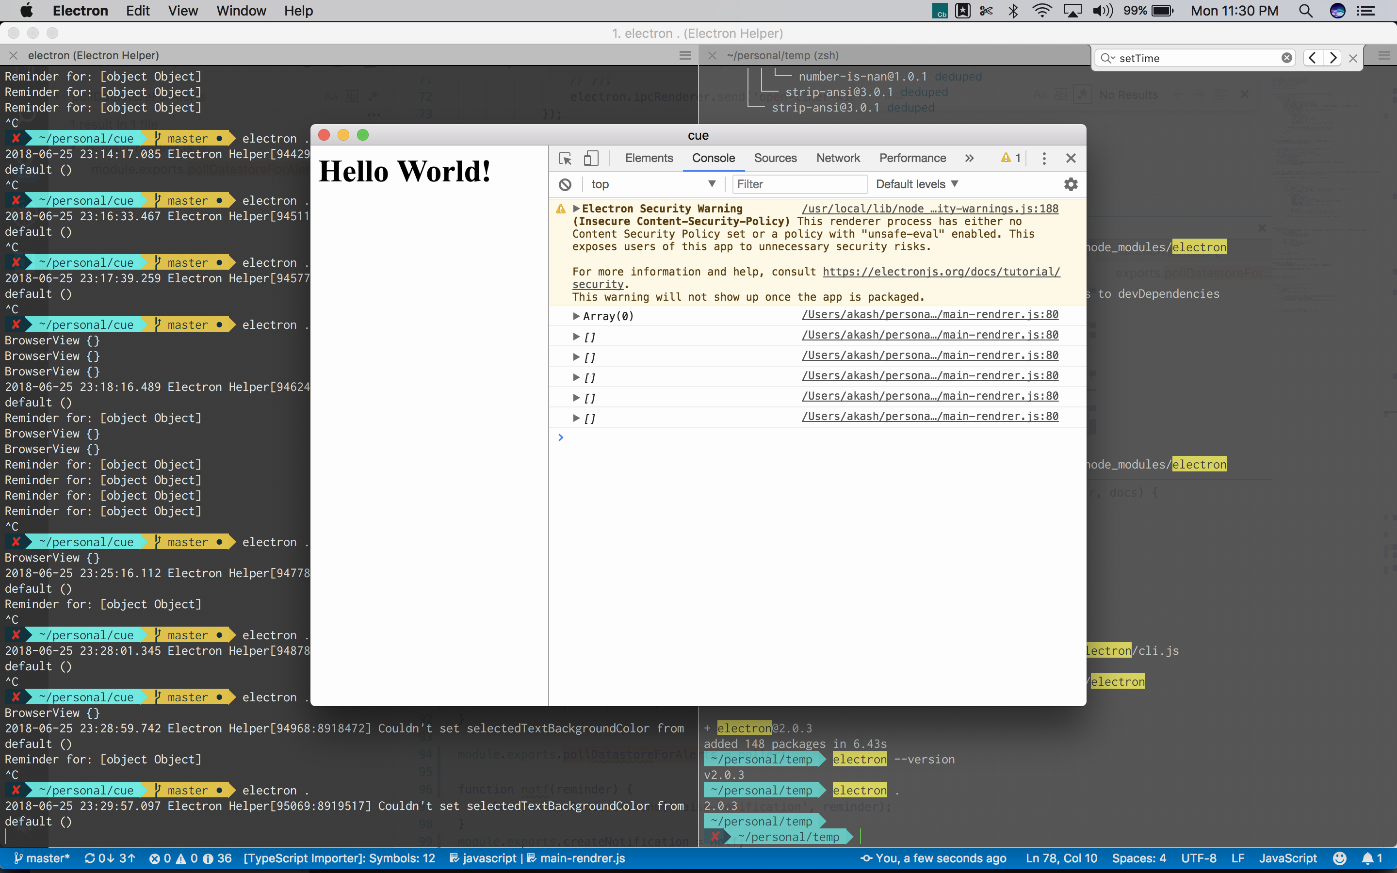 Electron Edit View Window Help
99% Mon 11:30 PM
1. electron . (Electron Helper)
electron (Electron Helper)
~/personal/temp (zsh)
setTime
Reminder for: [object Object]
Reminder for: [object Object]
Reminder for: [object Object]
^C
✘ ~/personal/cue master ● electron .
2018-06-25 23:14:17.085 Electron Helper[94429
default ()
^C
✘ ~/personal/cue master ● electron .
2018-06-25 23:16:33.467 Electron Helper[94511
default ()
^C
✘ ~/personal/cue master ● electron .
2018-06-25 23:17:39.259 Electron Helper[94577
default ()
^C
✘ ~/personal/cue master ● electron .
BrowserView {}
BrowserView {}
BrowserView {}
2018-06-25 23:18:16.489 Electron Helper[94624
default ()
Reminder for: [object Object]
BrowserView {}
BrowserView {}
Reminder for: [object Object]
Reminder for: [object Object]
Reminder for: [object Object]
Reminder for: [object Object]
^C
✘ ~/personal/cue master ● electron .
BrowserView {}
2018-06-25 23:25:16.112 Electron Helper[94778
default ()
Reminder for: [object Object]
^C
✘ ~/personal/cue master ● electron .
2018-06-25 23:28:01.345 Electron Helper[94878
default ()
^C
✘ ~/personal/cue master ● electron .
BrowserView {}
2018-06-25 23:28:59.742 Electron Helper[94968:8918472] Couldn't set selectedTextBackgroundColor from
default ()
Reminder for: [object Object]
^C
✘ ~/personal/cue master ● electron .
2018-06-25 23:29:57.097 Electron Helper[95069:8919517] Couldn't set selectedTextBackgroundColor from
default ()
cue
Hello World!
Elements Console Sources Network Performance » 1
top Filter Default levels
Electron Security Warning /usr/local/lib/node …ity-warnings.js:188
(Insecure Content-Security-Policy) This renderer process has either no
Content Security Policy set or a policy with "unsafe-eval" enabled. This
exposes users of this app to unnecessary security risks.
For more information and help, consult https://electronjs.org/docs/tutorial/
security.
This warning will not show up once the app is packaged.
Array(0) /Users/akash/persona…/main-rendrer.js:80
[] /Users/akash/persona…/main-rendrer.js:80
[] /Users/akash/persona…/main-rendrer.js:80
[] /Users/akash/persona…/main-rendrer.js:80
[] /Users/akash/persona…/main-rendrer.js:80
[] /Users/akash/persona…/main-rendrer.js:80
number-is-nan@1.0.1 deduped
strip-ansi@3.0.1 deduped
strip-ansi@3.0.1 deduped
No Results
node_modules/electron
s to devDependencies
node_modules/electron
, docs) {
lectron/cli.js
/electron
+ electron@2.0.3
added 148 packages in 6.43s
~/personal/temp electron --version
v2.0.3
~/personal/temp electron .
2.0.3
~/personal/temp
✘ ~/personal/temp
master* 0↓ 3↑ 0 0 36 [TypeScript Importer]: Symbols: 12 javascript | main-rendrer.js
You, a few seconds ago Ln 78, Col 10 Spaces: 4 UTF-8 LF JavaScript 1